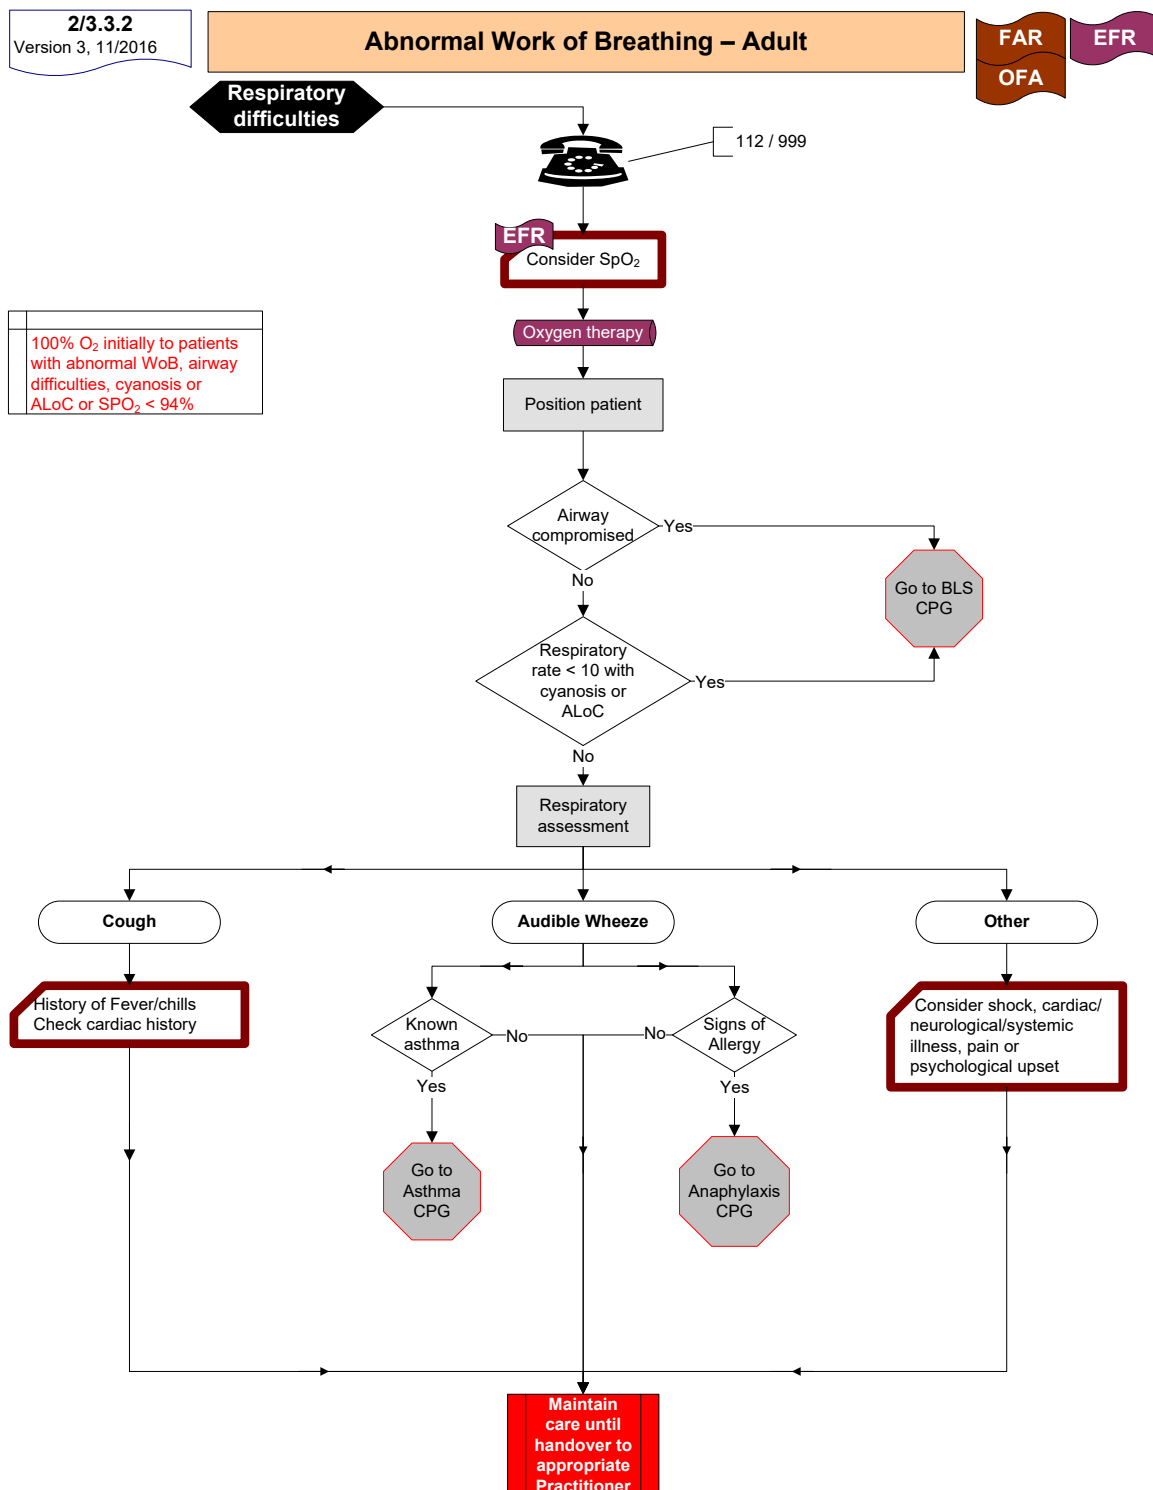 2/3.3.2
Version 3, 11/2016
Abnormal Work of Breathing – Adult
FAR
EFR
OFA
Respiratory
difficulties
112 / 999
EFR
Consider SpO₂
Oxygen therapy
100% O₂ initially to patients
with abnormal WoB, airway
difficulties, cyanosis or
ALoC or SPO₂ < 94%
Position patient
Airway
compromised
Yes
No
Go to BLS
CPG
Respiratory
rate < 10 with
cyanosis or
ALoC
Yes
No
Respiratory
assessment
Cough
Audible Wheeze
Other
History of Fever/chills
Check cardiac history
Known
asthma
No
Yes
No
Signs of
Allergy
Yes
Consider shock, cardiac/
neurological/systemic
illness, pain or
psychological upset
Go to
Asthma
CPG
Go to
Anaphylaxis
CPG
Maintain
care until
handover to
appropriate
Practitioner